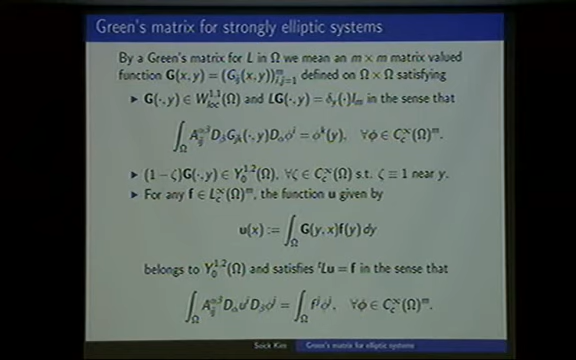 Green's matrix for strongly elliptic systems
By a Green's matrix for L in Ω we mean an m × m matrix valued
function G(x, y) = (G_{ij}(x, y))^m_{i,j=1} defined on Ω × Ω satisfying
▶ G(·, y) ∈ W^{1,1}_{loc}(Ω) and LG(·, y) = δ_y(·)I_m in the sense that
∫_Ω A^{αβ}_{ij} D_β G_{jk}(·, y) D_α φ^i = φ^k(y), ∀φ ∈ C^∞_c(Ω)^m.
▶ (1 − ζ)G(·, y) ∈ Y^{1,2}_0(Ω), ∀ζ ∈ C^∞_c(Ω) s.t. ζ ≡ 1 near y.
▶ For any f ∈ L^∞_c(Ω)^m, the function u given by
u(x) := ∫_Ω G(y, x)f(y) dy
belongs to Y^{1,2}_0(Ω) and satisfies ^tLu = f in the sense that
∫_Ω A^{αβ}_{ij} D_α u^i D_β φ^j = ∫_Ω f^j φ^j, ∀φ ∈ C^∞_c(Ω)^m.
Seick Kim Green's matrix for elliptic systems